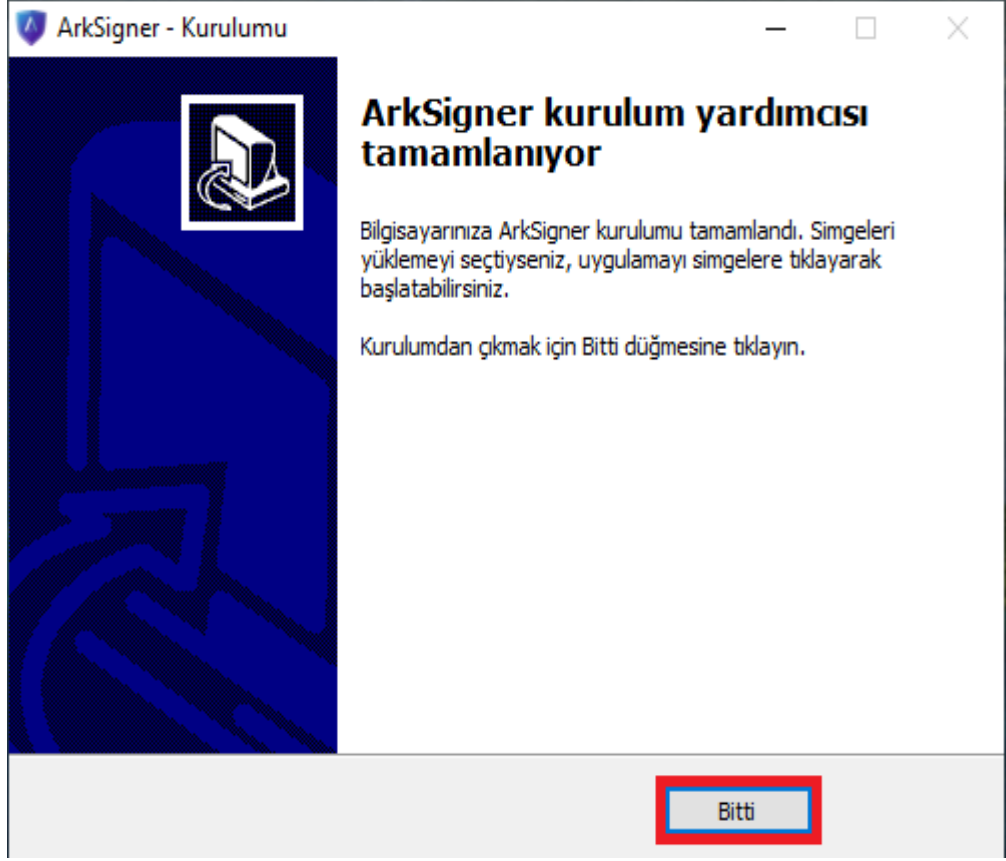 ArkSigner - Kurulumu
ArkSigner kurulum yardımcısı
tamamlanıyor
Bilgisayarınıza ArkSigner kurulumu tamamlandı. Simgeleri
yüklemeyi seçtiyseniz, uygulamayı simgelere tıklayarak
başlatabilirsiniz.
Kurulumdan çıkmak için Bitti düğmesine tıklayın.
Bitti